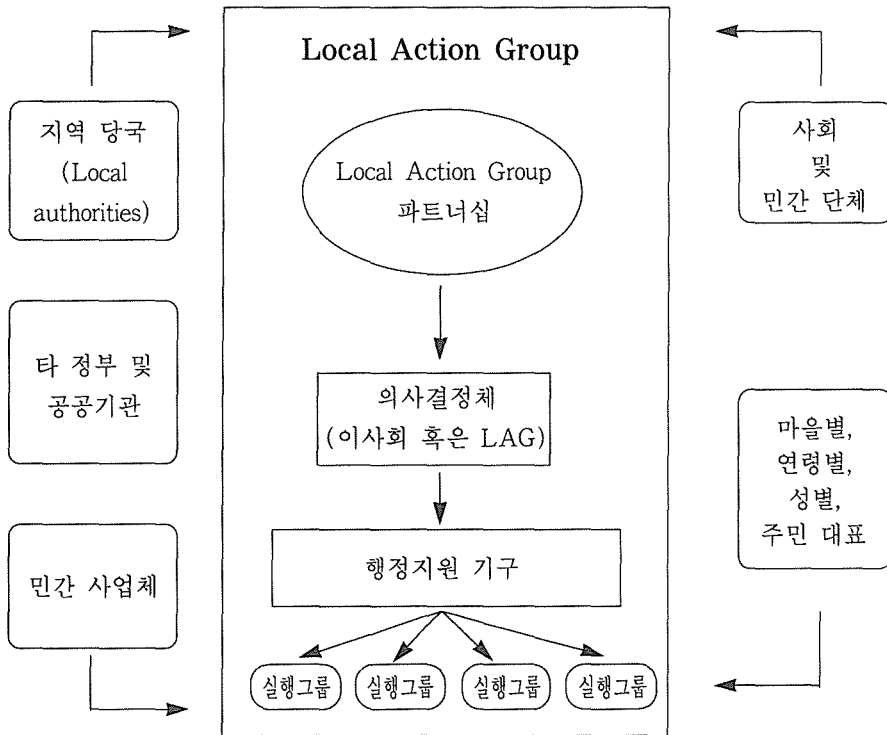 Local Action Group
지역 당국
(Local
authorities)
타 정부 및
공공기관
민간 사업체
Local Action Group
파트너십
의사결정체
(이사회 혹은 LAG)
행정지원 기구
실행그룹
실행그룹
실행그룹
실행그룹
사회
및
민간 단체
마을별,
연령별,
성별,
주민 대표